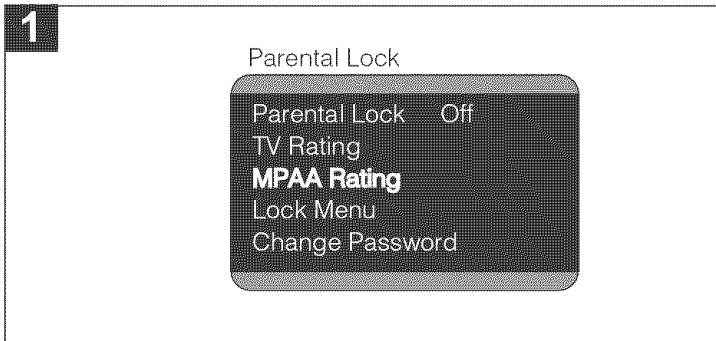 1
Parental Lock
Parental Lock Off
TV Rating
MPAA Rating
Lock Menu
Change Password